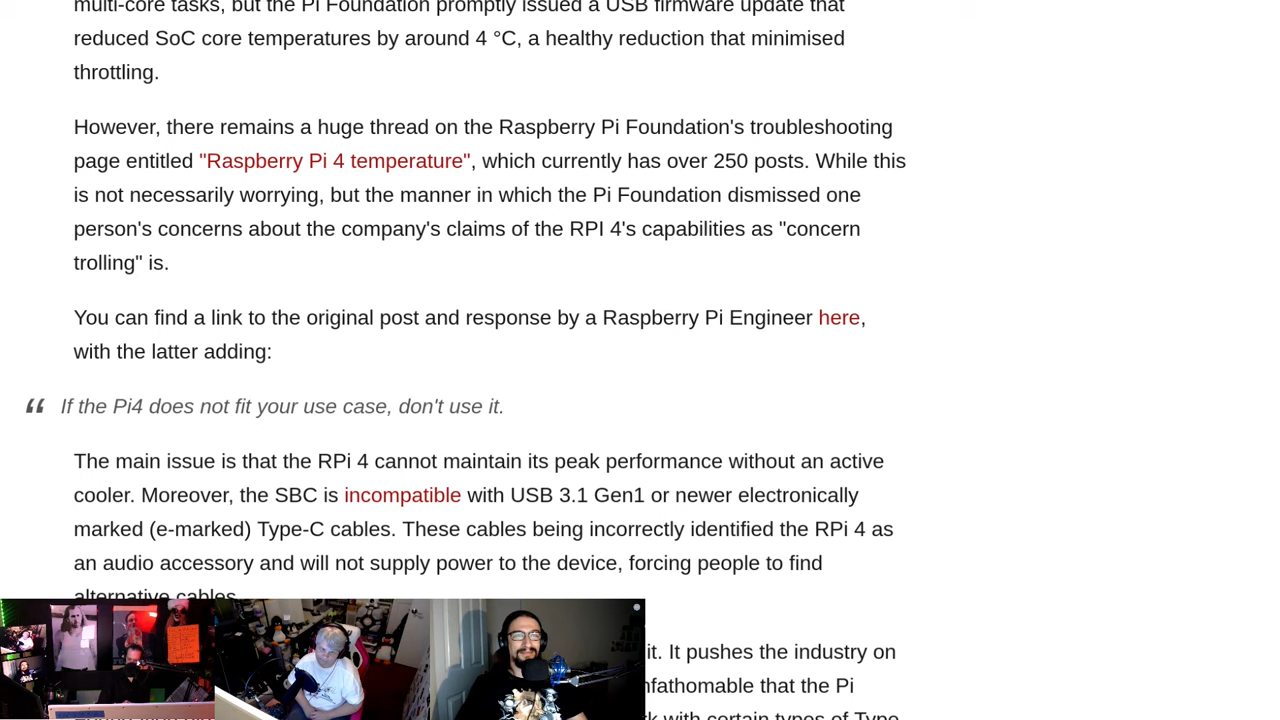 multi-core tasks, but the Pi Foundation promptly issued a USB firmware update that
reduced SoC core temperatures by around 4 °C, a healthy reduction that minimised
throttling.
However, there remains a huge thread on the Raspberry Pi Foundation's troubleshooting
page entitled "Raspberry Pi 4 temperature", which currently has over 250 posts. While this
is not necessarily worrying, but the manner in which the Pi Foundation dismissed one
person's concerns about the company's claims of the RPI 4's capabilities as "concern
trolling" is.
You can find a link to the original post and response by a Raspberry Pi Engineer here,
with the latter adding:
“ If the Pi4 does not fit your use case, don't use it.
The main issue is that the RPi 4 cannot maintain its peak performance without an active
cooler. Moreover, the SBC is incompatible with USB 3.1 Gen1 or newer electronically
marked (e-marked) Type-C cables. These cables being incorrectly identified the RPi 4 as
an audio accessory and will not supply power to the device, forcing people to find
alternative cables.
it. It pushes the industry on
nfathomable that the Pi
rk with certain types of Type